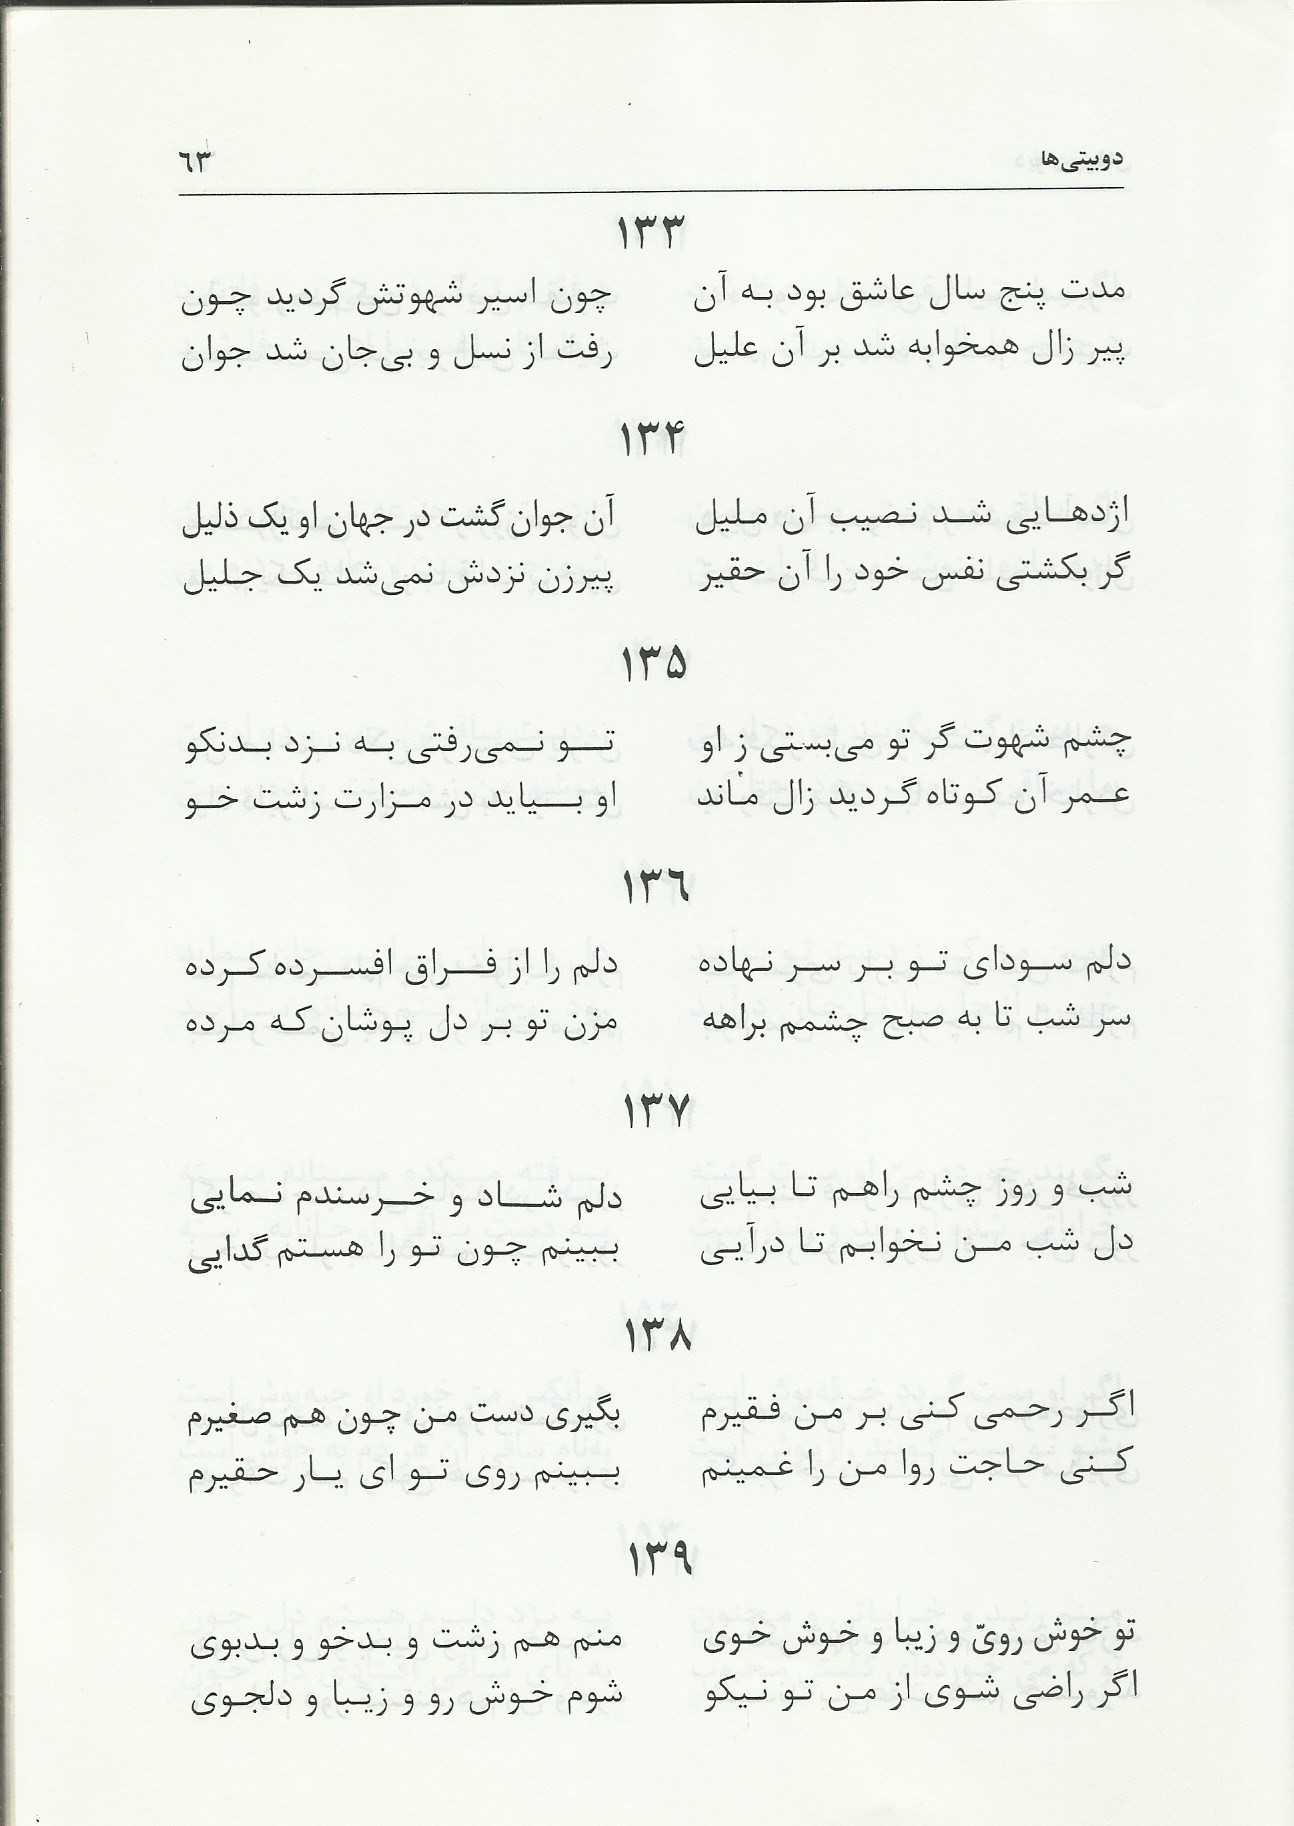 دوبیتی‌ها ٦٣
١٣٣
مدت پنج سال عاشق بود به آن چون اسیر شهوتش گردید چون
پیر زال همخوابه شد بر آن علیل رفت از نسل و بی‌جان شد جوان
١٣۴
اژدهایی شد نصیب آن ملیل آن جوان گشت در جهان او یک ذلیل
گر بکشتی نفس خود را آن حقیر پیرزن نزدش نمی‌شد یک جلیل
١٣۵
چشم شهوت گر تو می‌بستی ز او تو نمی‌رفتی به نزد بدنکو
عمر آن کوتاه گردید زال ماند او بیاید در مزارت زشت خو
١٣٦
دلم سودای تو بر سر نهاده دلم را از فراق افسرده کرده
سر شب تا به صبح چشمم براهه مزن تو بر دل پوشان که مرده
١٣٧
شب و روز چشم راهم تا بیایی دلم شاد و خرسندم نمایی
دل شب من نخوابم تا درآیی ببینم چون تو را هستم گدایی
١٣٨
اگر رحمی کنی بر من فقیرم بگیری دست من چون هم صغیرم
کنی حاجت روا من را غمینم ببینم روی تو ای یار حقیرم
١٣٩
تو خوش رویّ و زیبا و خوش خوی منم هم زشت و بدخو و بدبوی
اگر راضی شوی از من تو نیکو شوم خوش رو و زیبا و دلجوی